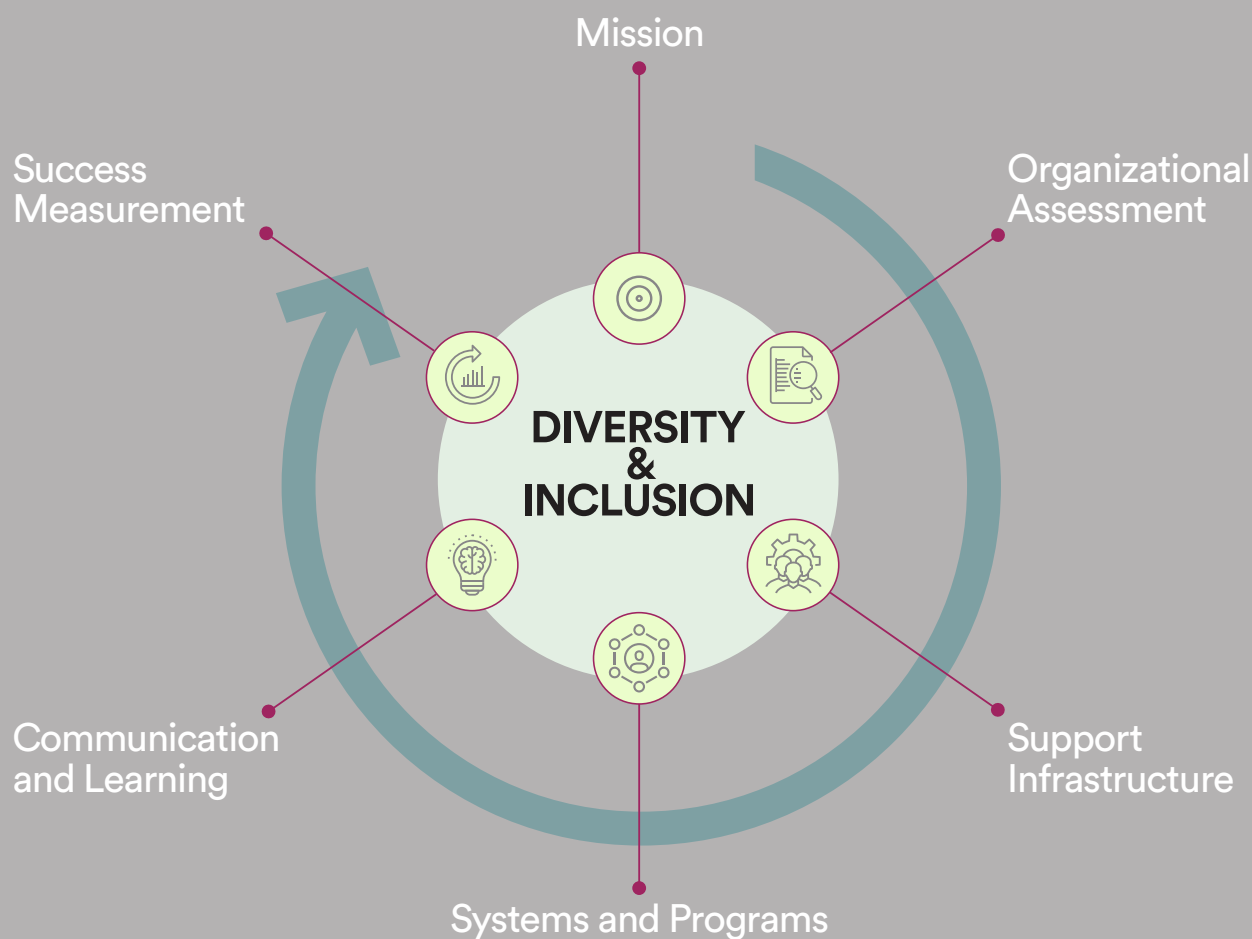 Mission
Organizational
Assessment
Support
Infrastructure
Systems and Programs
Communication
and Learning
Success
Measurement
DIVERSITY
&
INCLUSION